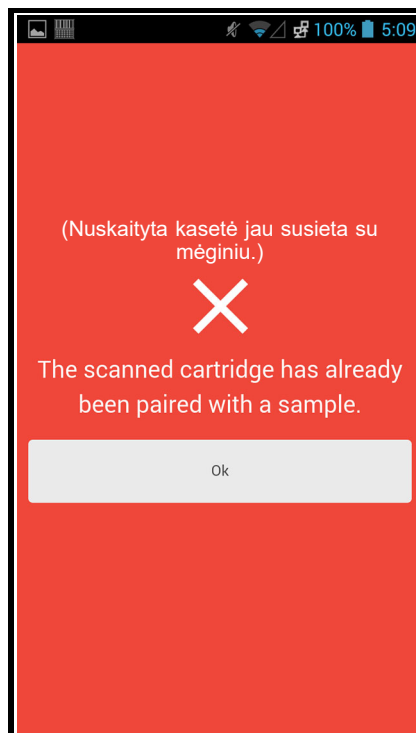 100% 5:09
(Nuskaityta kasetė jau susieta su
mėginiu.)
The scanned cartridge has already
been paired with a sample.
Ok